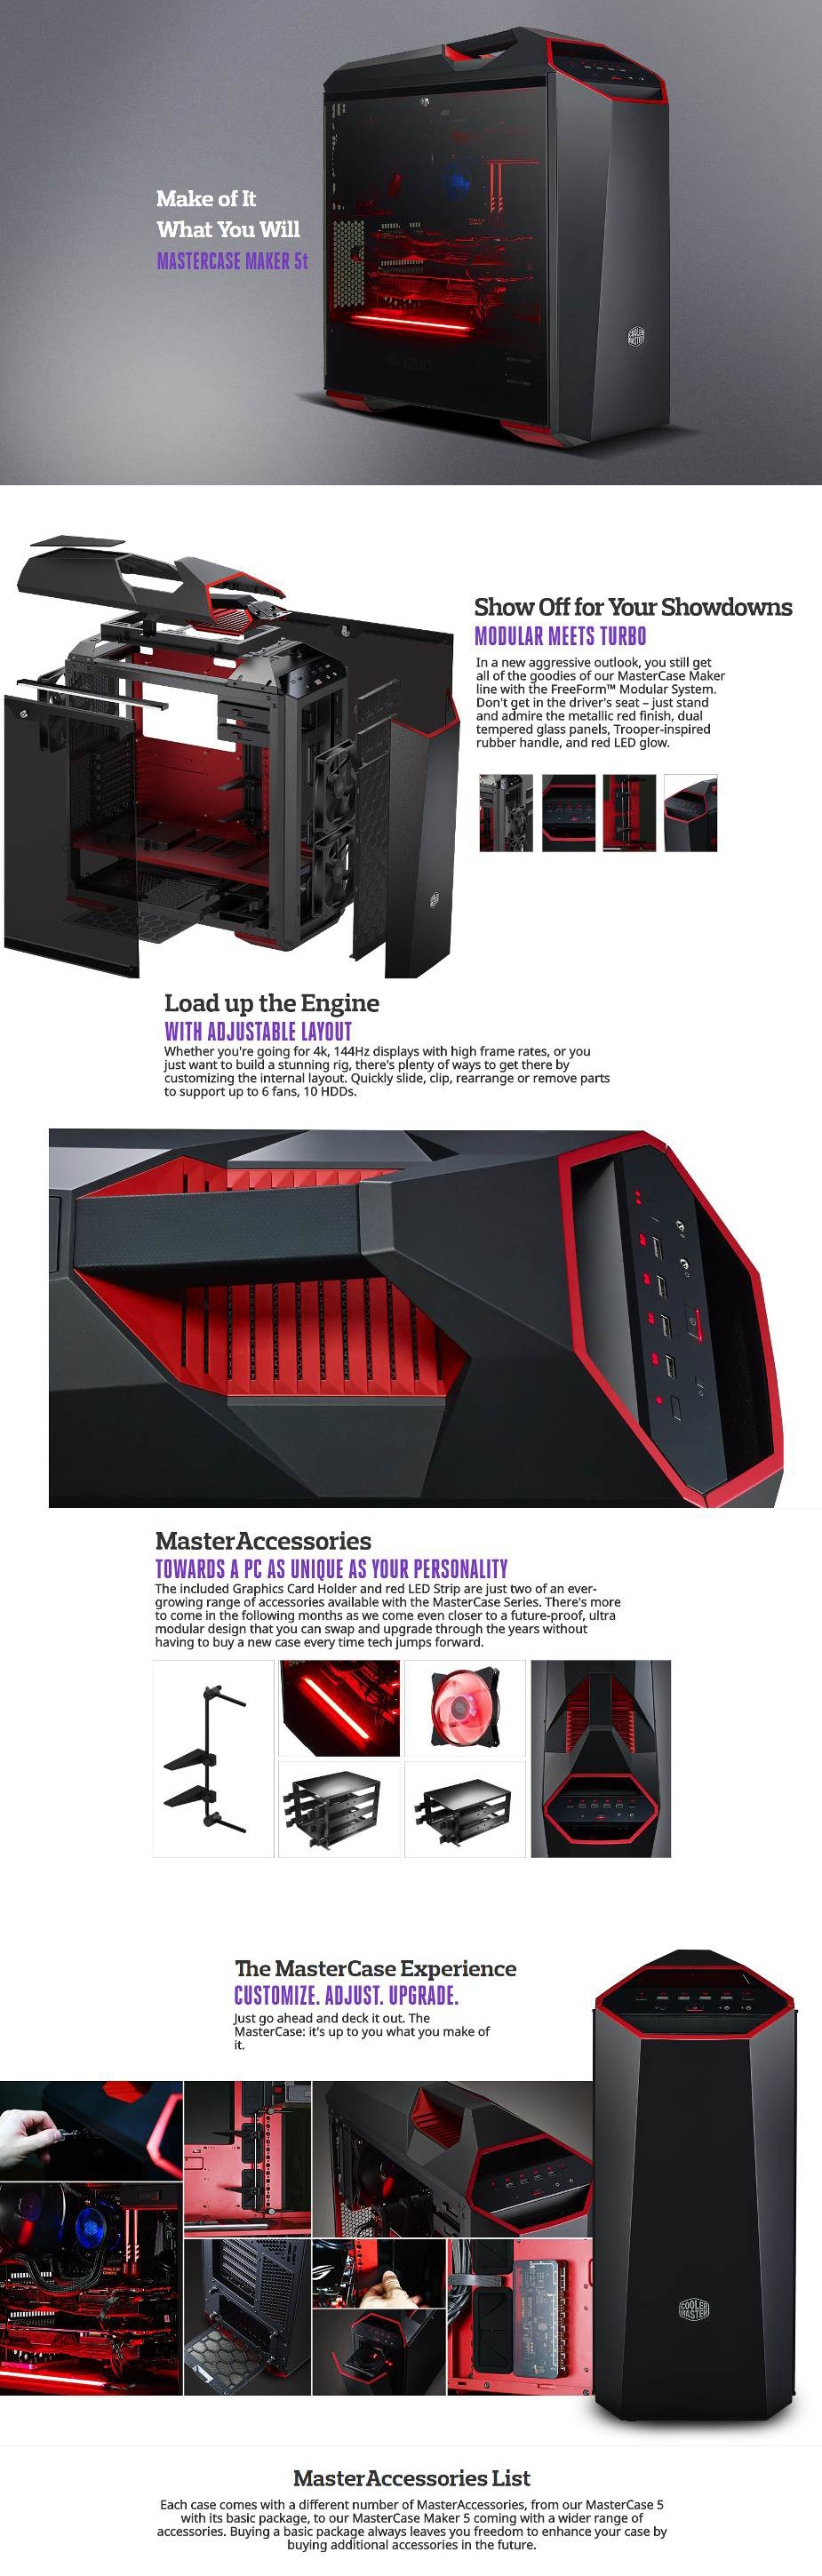 Make of It
What You Will
MASTERCASE MAKER 5t
COOLER
MASTER
Show Off for Your Showdowns
MODULAR MEETS TURBO
In a new aggressive outlook, you still get
all of the goodies of our MasterCase Maker
line with the FreeForm™ Modular System.
Don't get in the driver's seat – just stand
and admire the metallic red finish, dual
tempered glass panels, Trooper-inspired
rubber handle, and red LED glow.
Load up the Engine
WITH ADJUSTABLE LAYOUT
Whether you're going for 4k, 144Hz displays with high frame rates, or you
just want to build a stunning rig, there's plenty of ways to get there by
customizing the internal layout. Quickly slide, clip, rearrange or remove parts
to support up to 6 fans, 10 HDDs.
MasterAccessories
TOWARDS A PC AS UNIQUE AS YOUR PERSONALITY
The included Graphics Card Holder and red LED Strip are just two of an ever-
growing range of accessories available with the MasterCase Series. There's more
to come in the following months as we come even closer to a future-proof, ultra
modular design that you can swap and upgrade through the years without
having to buy a new case every time tech jumps forward.
The MasterCase Experience
CUSTOMIZE. ADJUST. UPGRADE.
Just go ahead and deck it out. The
MasterCase: it's up to you what you make of
it.
COOLER
MASTER
MasterAccessories List
Each case comes with a different number of MasterAccessories, from our MasterCase 5
with its basic package, to our MasterCase Maker 5 coming with a wider range of
accessories. Buying a basic package always leaves you freedom to enhance your case by
buying additional accessories in the future.